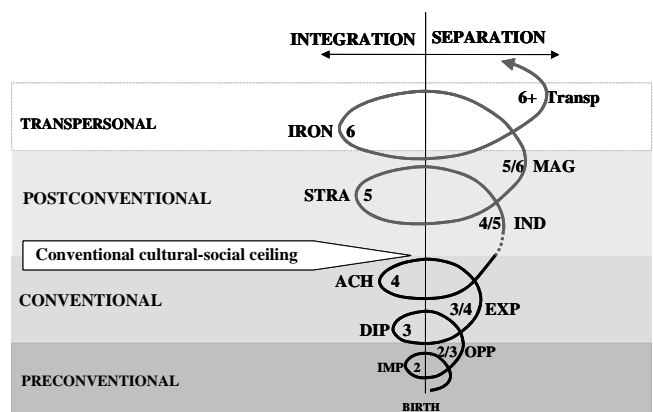 INTEGRATION SEPARATION
6+ Transp
TRANSPERSONAL
IRON 6
5/6 MAG
POSTCONVENTIONAL
STRA 5
4/5 IND
Conventional cultural-social ceiling
ACH 4
CONVENTIONAL
3/4 EXP
DIP 3
2/3 OPP
IMP 2
PRECONVENTIONAL
BIRTH